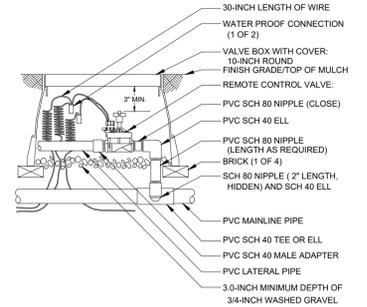 30-INCH LENGTH OF WIRE
WATER PROOF CONNECTION
(1 OF 2)
VALVE BOX WITH COVER:
10-INCH ROUND
FINISH GRADE/TOP OF MULCH
REMOTE CONTROL VALVE:
3" MIN.
PVC SCH 80 NIPPLE (CLOSE)
PVC SCH 40 ELL
PVC SCH 80 NIPPLE
(LENGTH AS REQUIRED)
BRICK (1 OF 4)
SCH 80 NIPPLE ( 2" LENGTH,
HIDDEN) AND SCH 40 ELL
PVC MAINLINE PIPE
PVC SCH 40 TEE OR ELL
PVC SCH 40 MALE ADAPTER
PVC LATERAL PIPE
3.0-INCH MINIMUM DEPTH OF
3/4-INCH WASHED GRAVEL